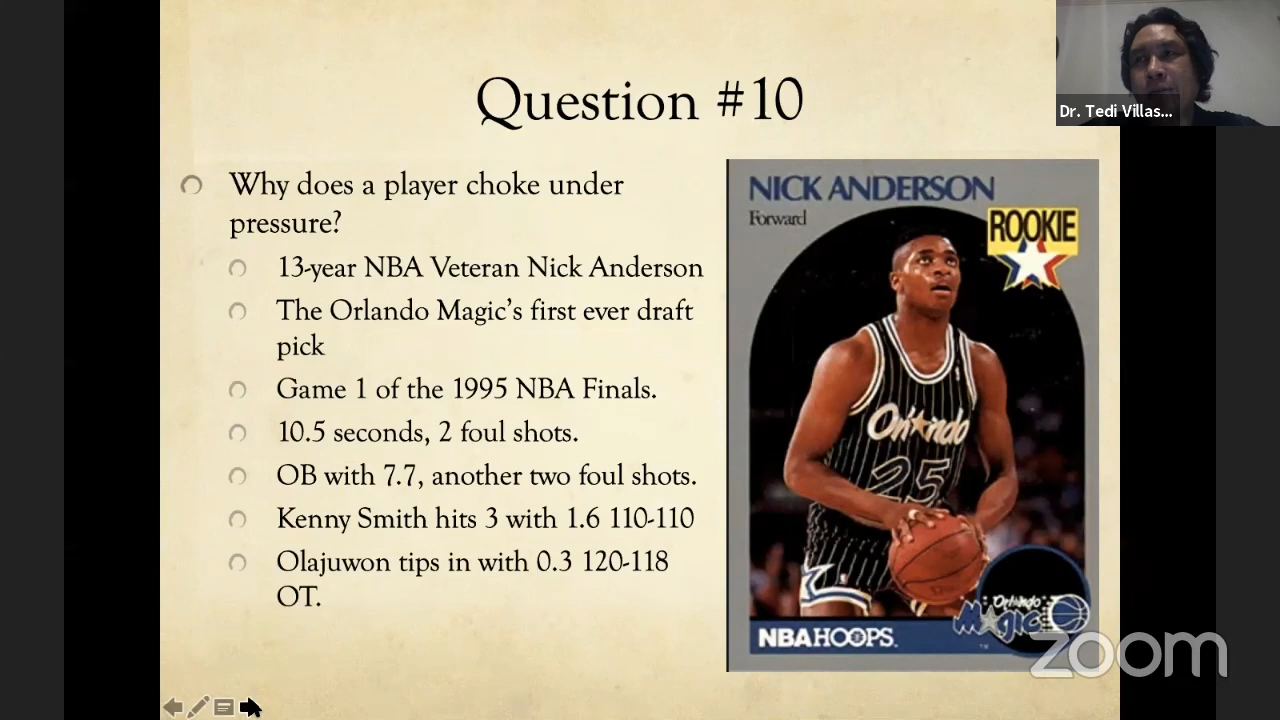 Question #10
Why does a player choke under
pressure?
13-year NBA Veteran Nick Anderson
The Orlando Magic's first ever draft
pick
Game 1 of the 1995 NBA Finals.
10.5 seconds, 2 foul shots.
OB with 7.7, another two foul shots.
Kenny Smith hits 3 with 1.6 110-110
Olajuwon tips in with 0.3 120-118
OT.
NICK ANDERSON
Forward
ROOKIE
Orlando
25
Orlando
Magic
NBA HOOPS
Dr. Tedi Villas...
zoom